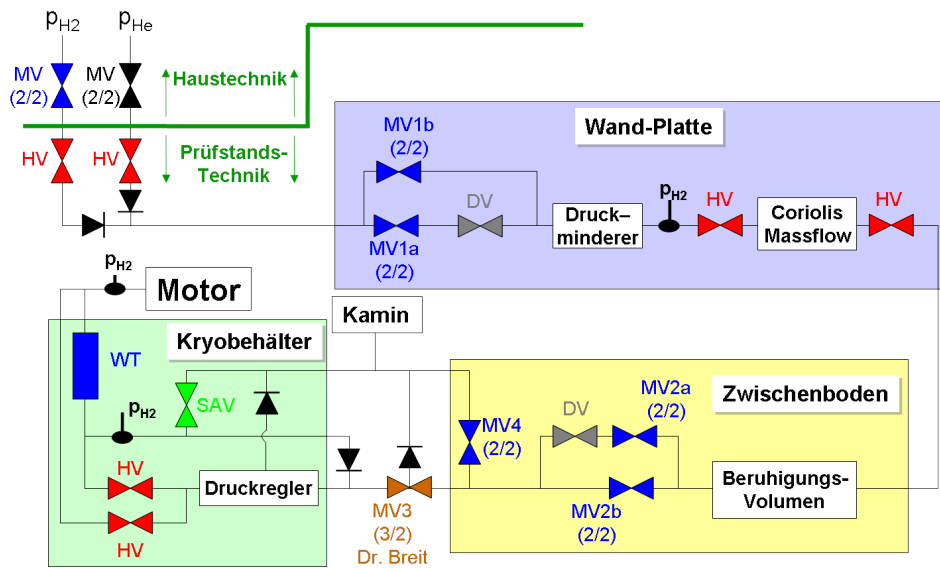 pH2
pHe
MV
(2/2)
MV
(2/2)
Haustechnik
HV
HV
Prüfstands-
Technik
Wand-Platte
MV1b
(2/2)
DV
MV1a
(2/2)
Druck–
minderer
pH2
HV
Coriolis
Massflow
HV
pH2
Motor
Kamin
Kryobehälter
WT
SAV
pH2
HV
Druckregler
HV
MV3
(3/2)
Dr. Breit
MV4
(2/2)
Zwischenboden
DV
MV2a
(2/2)
MV2b
(2/2)
Beruhigungs-
Volumen